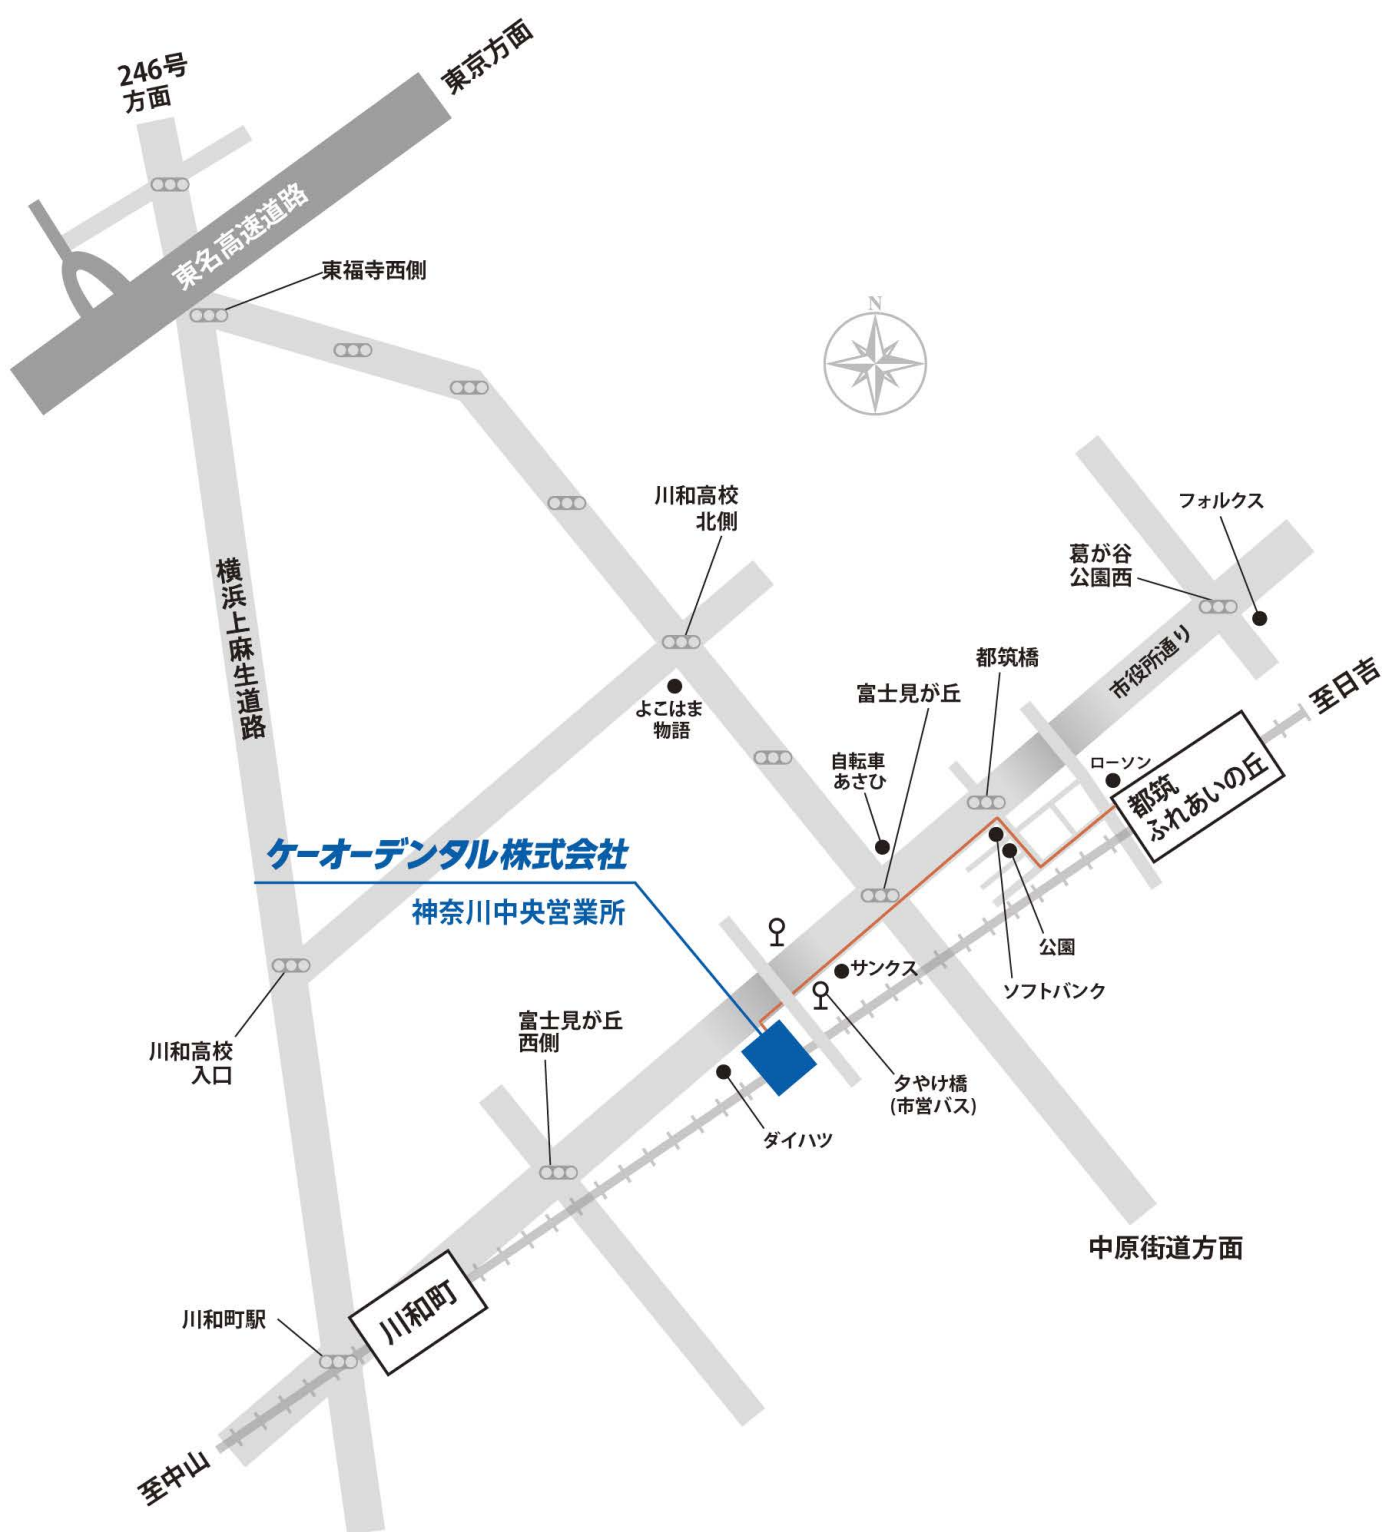 東京方面
246号
方面
東名高速道路
東福寺西側
N
川和高校
北側
フォルクス
葛が谷
公園西
横浜上麻生道路
市役所通り
都筑橋
至日吉
富士見が丘
よこはま
物語
自転車
あさひ
ローソン
都筑
ふれあいの丘
ケーオーデンタル株式会社
神奈川中央営業所
公園
サンクス
ソフトバンク
富士見が丘
西側
川和高校
入口
夕やけ橋
(市営バス)
ダイハツ
中原街道方面
川和町
川和町駅
至中山